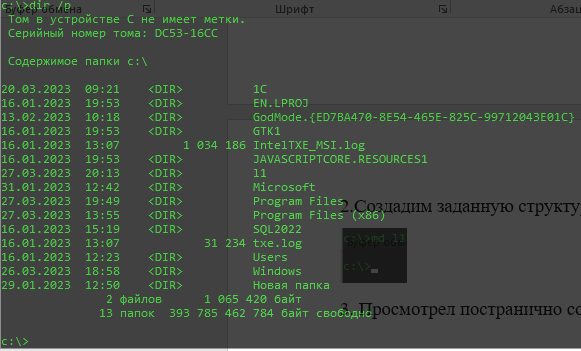 Буфер обмена
Шрифт
Абзац
c:\>dir /p
Том в устройстве C не имеет метки.
Серийный номер тома: DC53-16CC
Содержимое папки c:\
20.03.2023 09:21 <DIR> 1C
16.01.2023 19:53 <DIR> EN.LPROJ
13.02.2023 10:18 <DIR> GodMode.{ED7BA470-8E54-465E-825C-99712043E01C}
16.01.2023 19:53 <DIR> GTK1
16.01.2023 13:07 1 034 186 IntelTXE_MSI.log
16.01.2023 19:53 <DIR> JAVASCRIPTCORE.RESOURCES1
27.03.2023 20:13 <DIR> l1
31.01.2023 12:42 <DIR> Microsoft
27.03.2023 19:49 <DIR> Program Files
27.03.2023 13:55 <DIR> Program Files (x86)
16.01.2023 15:19 <DIR> SQL2022
16.01.2023 13:07 31 234 txe.log
16.01.2023 12:23 <DIR> Users
26.03.2023 18:58 <DIR> Windows
29.01.2023 12:50 <DIR> Новая папка
2 файлов 1 065 420 байт
13 папок 393 785 462 784 байт свободно
c:\>
2.Создадим заданную структу
c:\>md l1
c:\>
3. Просмотрел постранично со